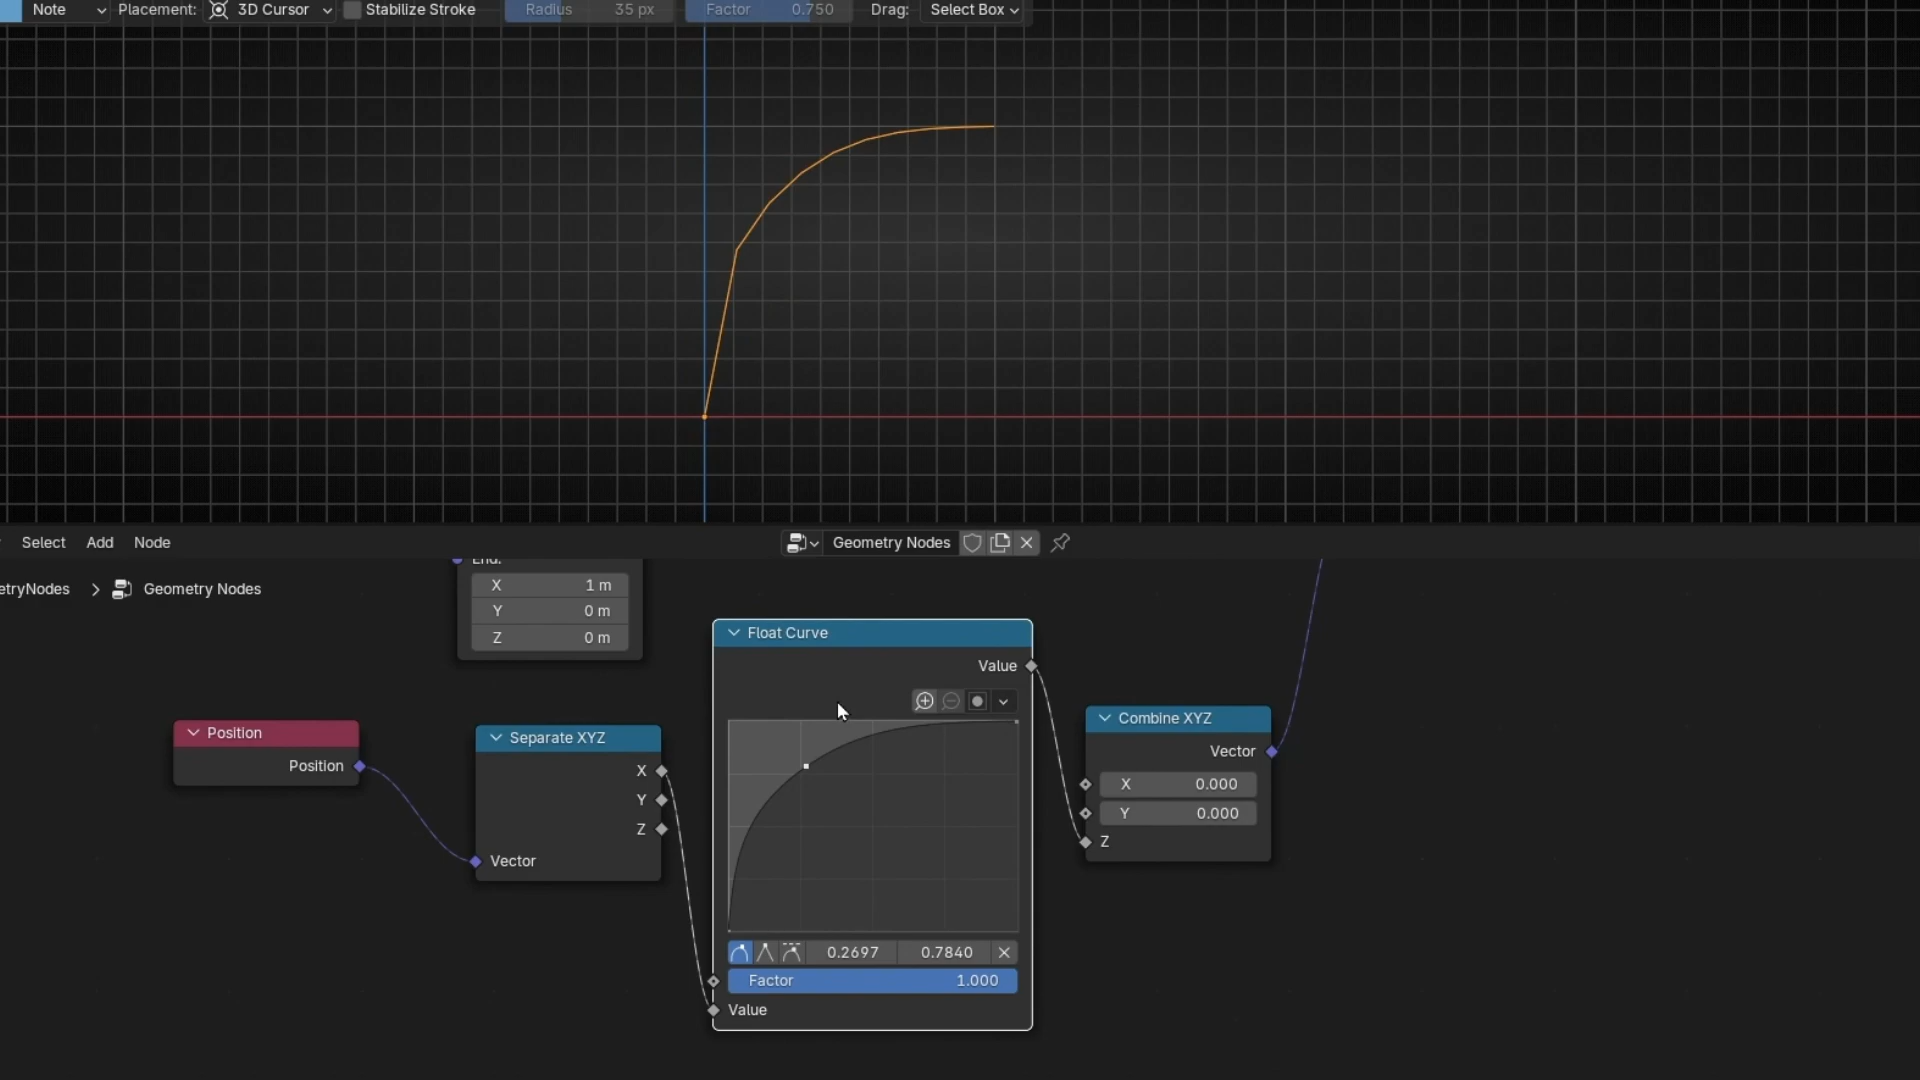 Note Placement: 3D Cursor Stabilize Stroke Radius 35 px Factor 0.750 Drag: Select Box
Select Add Node Geometry Nodes
etryNodes > Geometry Nodes
End:
X 1 m
Y 0 m
Z 0 m
Position
Position
Separate XYZ
X
Y
Z
Vector
Float Curve
Value
0.2697 0.7840
Factor 1.000
Value
Combine XYZ
Vector
X 0.000
Y 0.000
Z